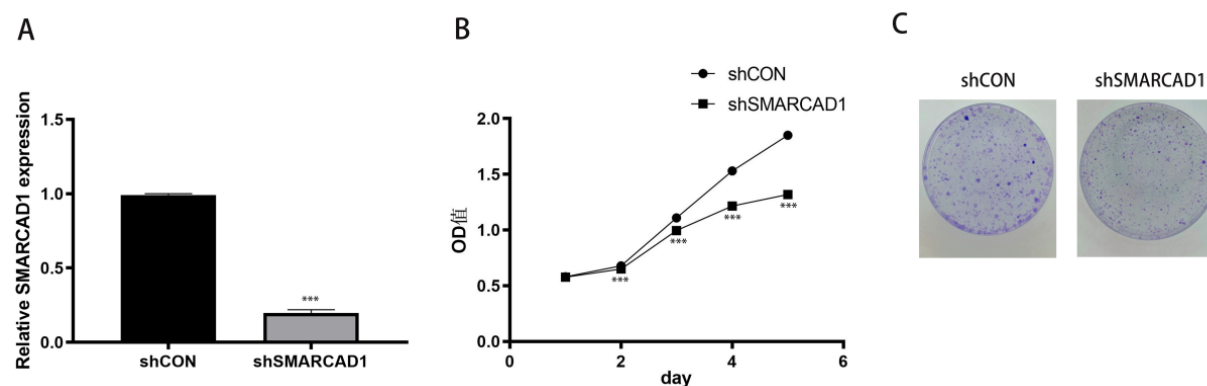 A
Relative SMARCAD1 expression
1.5
1.0
0.5
0.0
***
shCON
shSMARCAD1
B
shCON
shSMARCAD1
OD值
2.0
1.5
1.0
0.5
0.0
***
***
***
***
0
2
4
6
day
C
shCON
shSMARCAD1